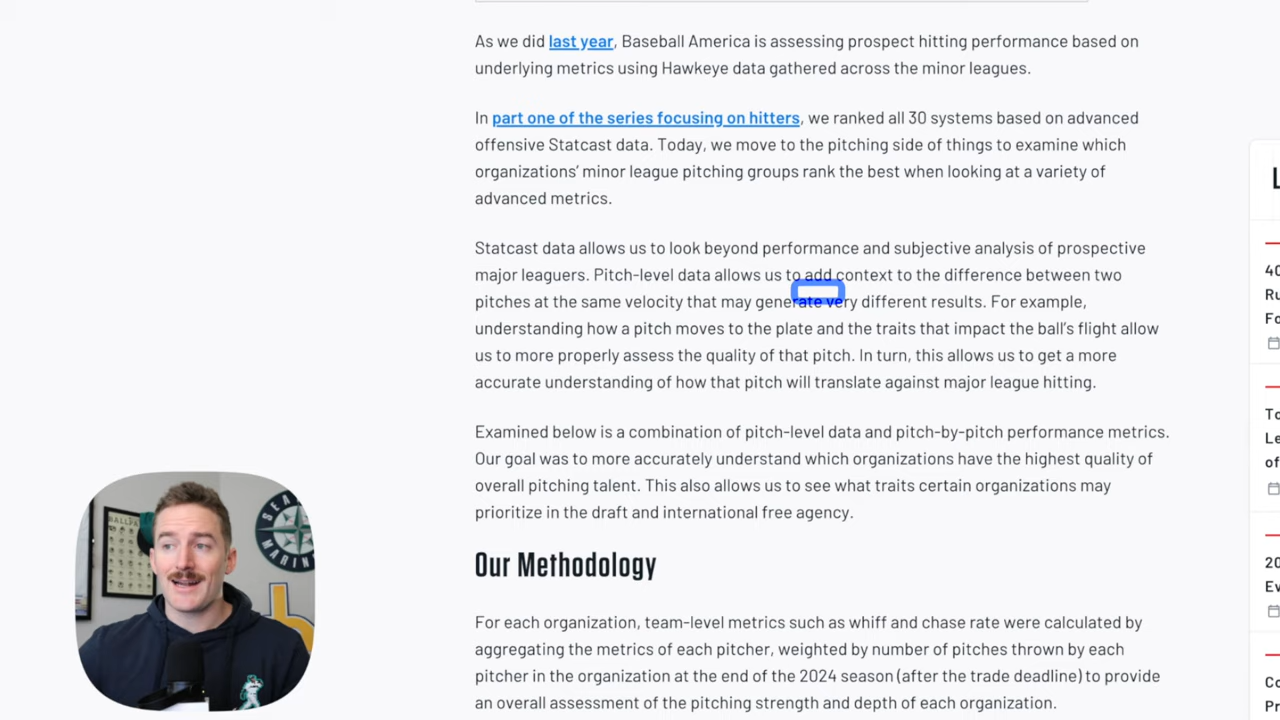 As we did last year, Baseball America is assessing prospect hitting performance based on
underlying metrics using Hawkeye data gathered across the minor leagues.
In part one of the series focusing on hitters, we ranked all 30 systems based on advanced
offensive Statcast data. Today, we move to the pitching side of things to examine which
organizations' minor league pitching groups rank the best when looking at a variety of
advanced metrics.
Statcast data allows us to look beyond performance and subjective analysis of prospective
major leaguers. Pitch-level data allows us to add context to the difference between two
pitches at the same velocity that may generate very different results. For example,
understanding how a pitch moves to the plate and the traits that impact the ball's flight allow
us to more properly assess the quality of that pitch. In turn, this allows us to get a more
accurate understanding of how that pitch will translate against major league hitting.
Examined below is a combination of pitch-level data and pitch-by-pitch performance metrics.
Our goal was to more accurately understand which organizations have the highest quality of
overall pitching talent. This also allows us to see what traits certain organizations may
prioritize in the draft and international free agency.
Our Methodology
For each organization, team-level metrics such as whiff and chase rate were calculated by
aggregating the metrics of each pitcher, weighted by number of pitches thrown by each
pitcher in the organization at the end of the 2024 season (after the trade deadline) to provide
an overall assessment of the pitching strength and depth of each organization.
L
40
Ru
Fo
To
Le
of
20
Ev
Co
Pr
BALLPA
SEA
MARIN